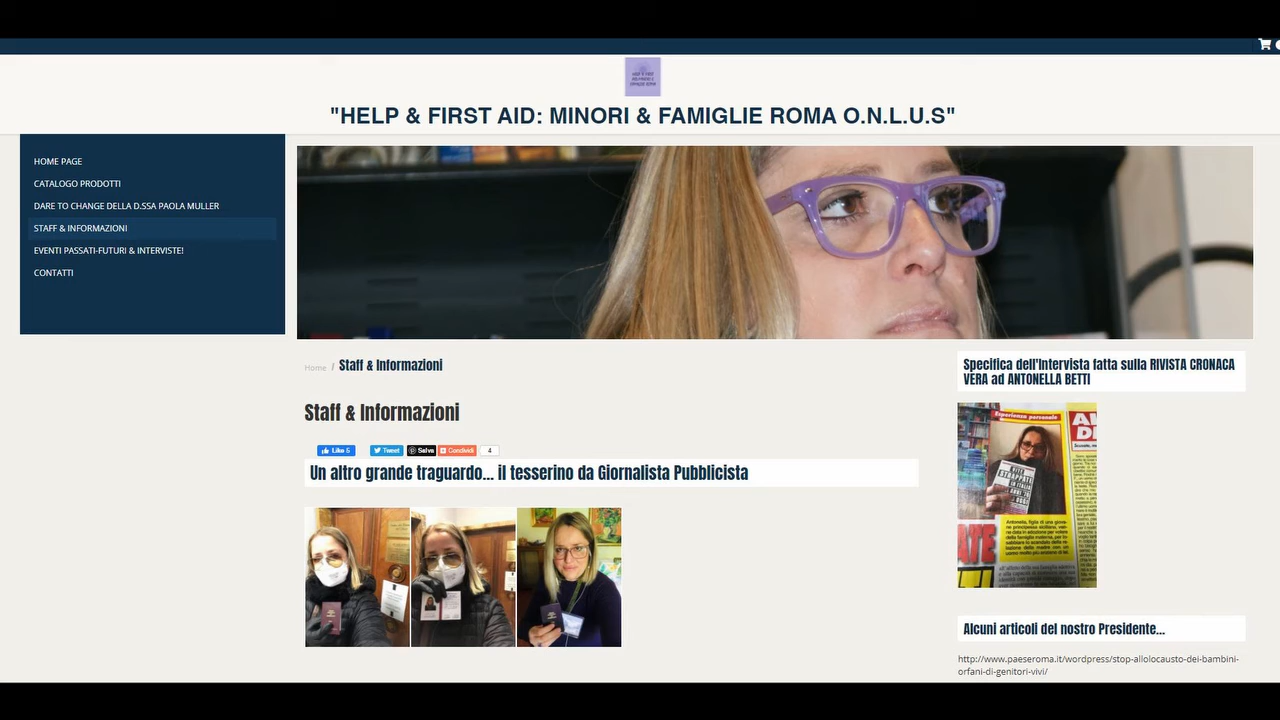 "HELP & FIRST AID: MINORI & FAMIGLIE ROMA O.N.L.U.S"
HOME PAGE
CATALOGO PRODOTTI
DARE TO CHANGE DELLA D.SSA PAOLA MULLER
STAFF & INFORMAZIONI
EVENTI PASSATI-FUTURI & INTERVISTE!
CONTATTI
Home / Staff & Informazioni
Staff & Informazioni
Like 5 Tweet Salva Condividi 4
Un altro grande traguardo... il tesserino da Giornalista Pubblicista
Specifica dell'Intervista fatta sulla RIVISTA CRONACA
VERA ad ANTONELLA BETTI
Esperienza personale
Alcuni articoli del nostro Presidente...
http://www.paeseroma.it/wordpress/stop-allolocausto-dei-bambini-
orfani-di-genitori-vivi/